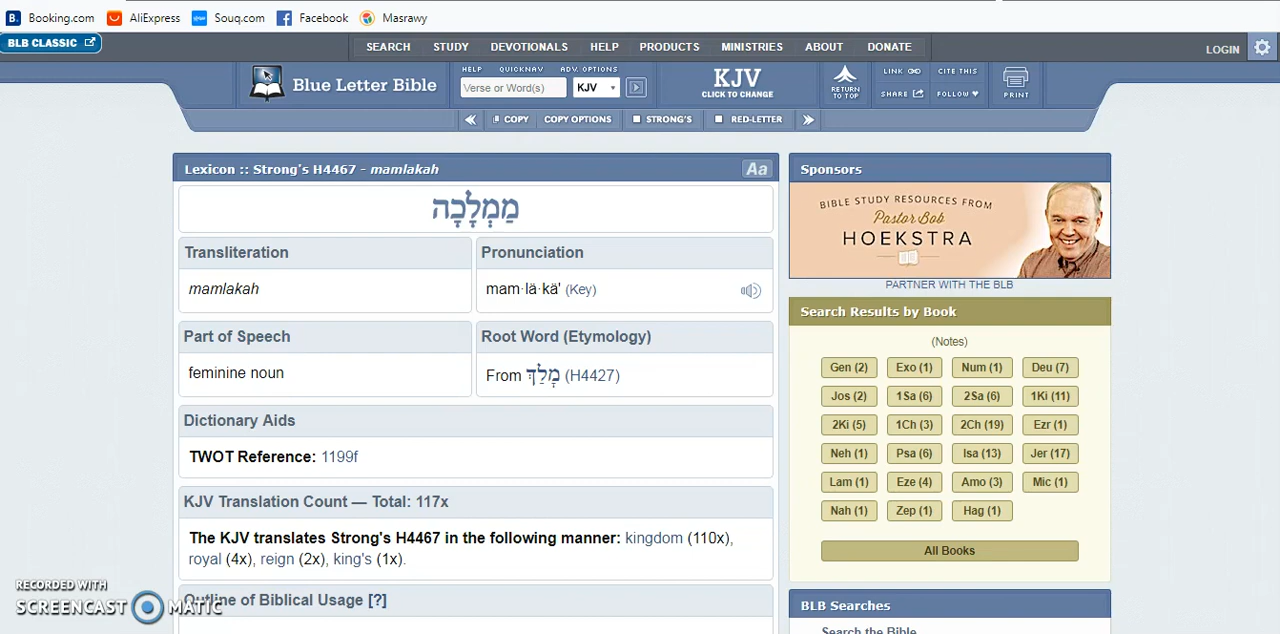 Booking.com AliExpress Souq.com Facebook Masrawy
BLB CLASSIC
SEARCH STUDY DEVOTIONALS HELP PRODUCTS MINISTRIES ABOUT DONATE LOGIN
Blue Letter Bible
HELP QUICKNAV ADV. OPTIONS
Verse or Word(s) KJV
KJV
CLICK TO CHANGE
RETURN
TO TOP
LINK CITE THIS
SHARE FOLLOW
PRINT
COPY COPY OPTIONS STRONG'S RED-LETTER
Lexicon :: Strong's H4467 - mamlakah Aa
מַמְלָכָה
Transliteration
mamlakah
Pronunciation
mam·lä·kä' (Key)
Part of Speech
feminine noun
Root Word (Etymology)
From מָלַךְ (H4427)
Dictionary Aids
TWOT Reference: 1199f
KJV Translation Count — Total: 117x
The KJV translates Strong's H4467 in the following manner: kingdom (110x),
royal (4x), reign (2x), king's (1x).
Outline of Biblical Usage [?]
Sponsors
BIBLE STUDY RESOURCES FROM
Pastor Bob
HOEKSTRA
PARTNER WITH THE BLB
Search Results by Book
(Notes)
Gen (2) Exo (1) Num (1) Deu (7)
Jos (2) 1Sa (6) 2Sa (6) 1Ki (11)
2Ki (5) 1Ch (3) 2Ch (19) Ezr (1)
Neh (1) Psa (6) Isa (13) Jer (17)
Lam (1) Eze (4) Amo (3) Mic (1)
Nah (1) Zep (1) Hag (1)
All Books
BLB Searches
Search the Bible
RECORDED WITH
SCREENCAST MATIC